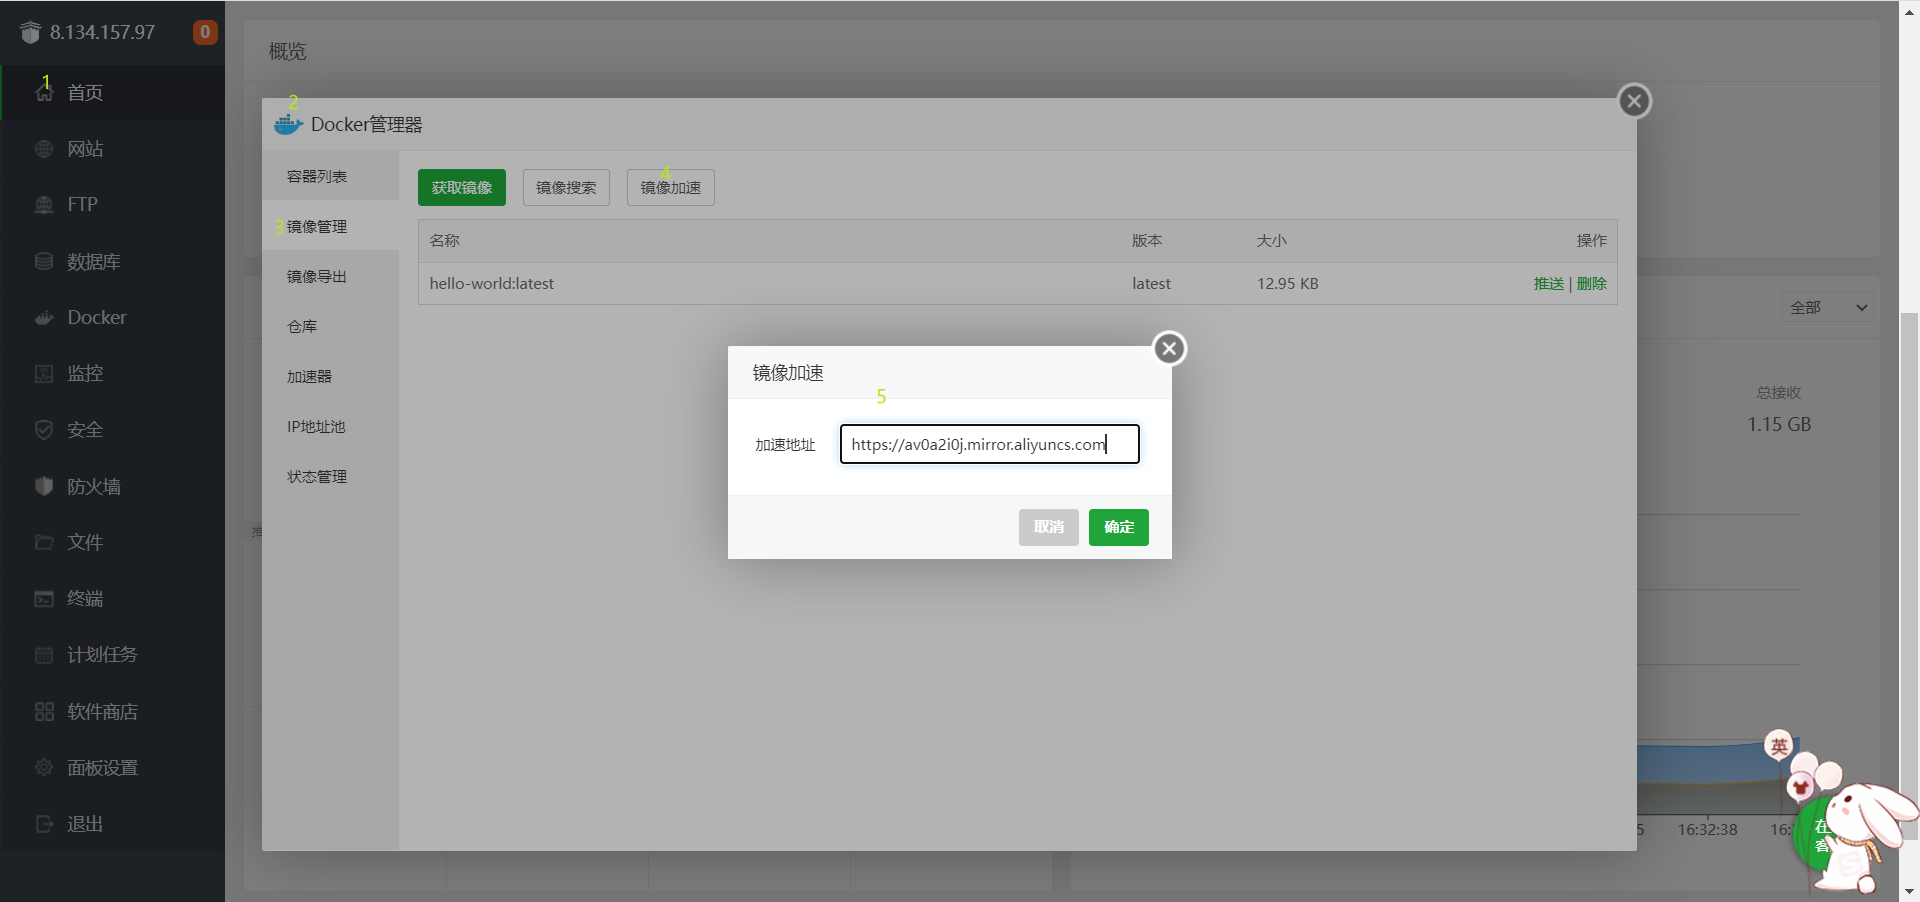 8.134.157.97
0
1
首页
网站
FTP
数据库
Docker
监控
安全
防火墙
文件
终端
计划任务
软件商店
面板设置
退出
概览
2
Docker管理器
容器列表
3 镜像管理
镜像导出
仓库
加速器
IP地址池
状态管理
获取镜像
镜像搜索
4
镜像加速
名称 版本 大小 操作
hello-world:latest latest 12.95 KB 推送 | 删除
镜像加速
5
加速地址 https://av0a2i0j.mirror.aliyuncs.com
取消 确定
全部
总接收
1.15 GB
推
5 16:32:38 16:
英
在
客